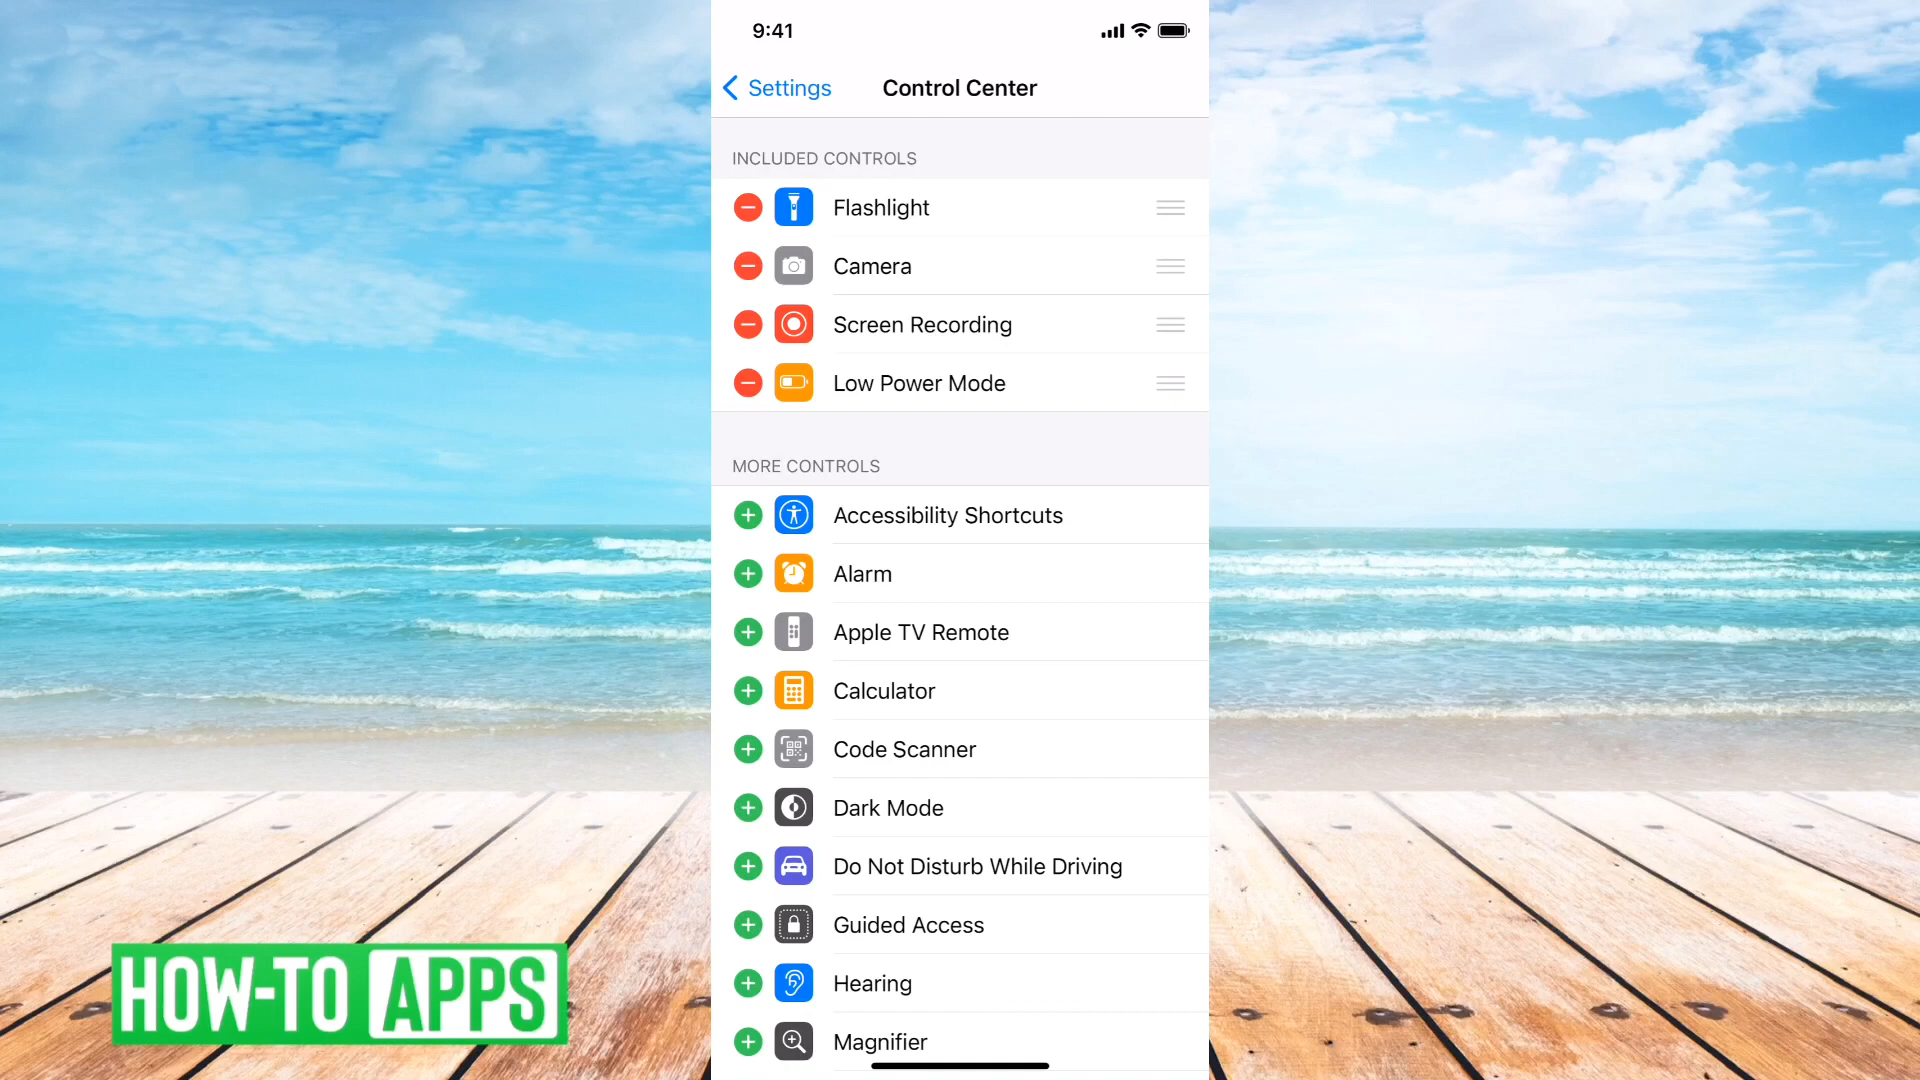 9:41
Settings
Control Center
INCLUDED CONTROLS
Flashlight
Camera
Screen Recording
Low Power Mode
MORE CONTROLS
Accessibility Shortcuts
Alarm
Apple TV Remote
Calculator
Code Scanner
Dark Mode
Do Not Disturb While Driving
Guided Access
Hearing
Magnifier
HOW-TO APPS